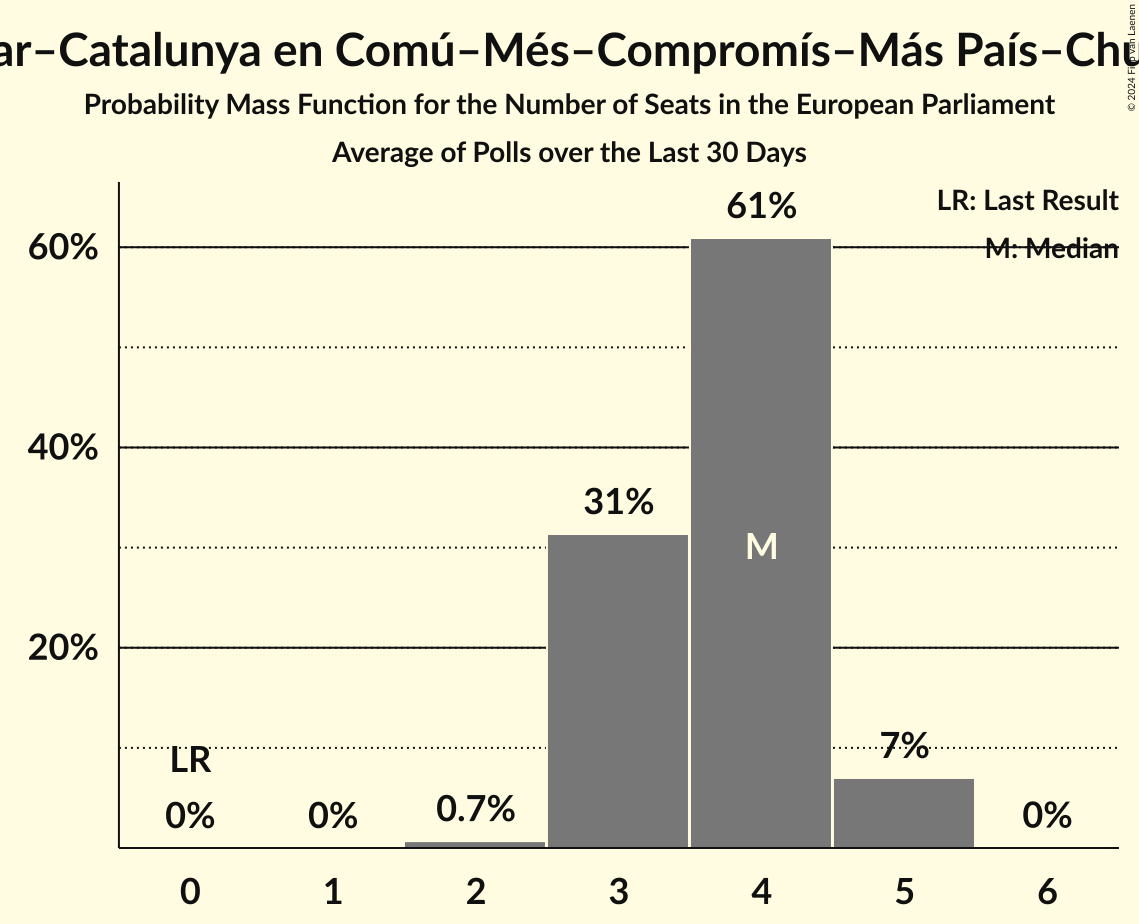 ar–Catalunya en Comú–Més–Compromís–Más País–Chu
Probability Mass Function for the Number of Seats in the European Parliament
Average of Polls over the Last 30 Days
© 2024 Filip van Laenen
LR: Last Result
M: Median
60%
40%
20%
61%
31%
M
LR
7%
0%
0%
0.7%
0%
0 1 2 3 4 5 6